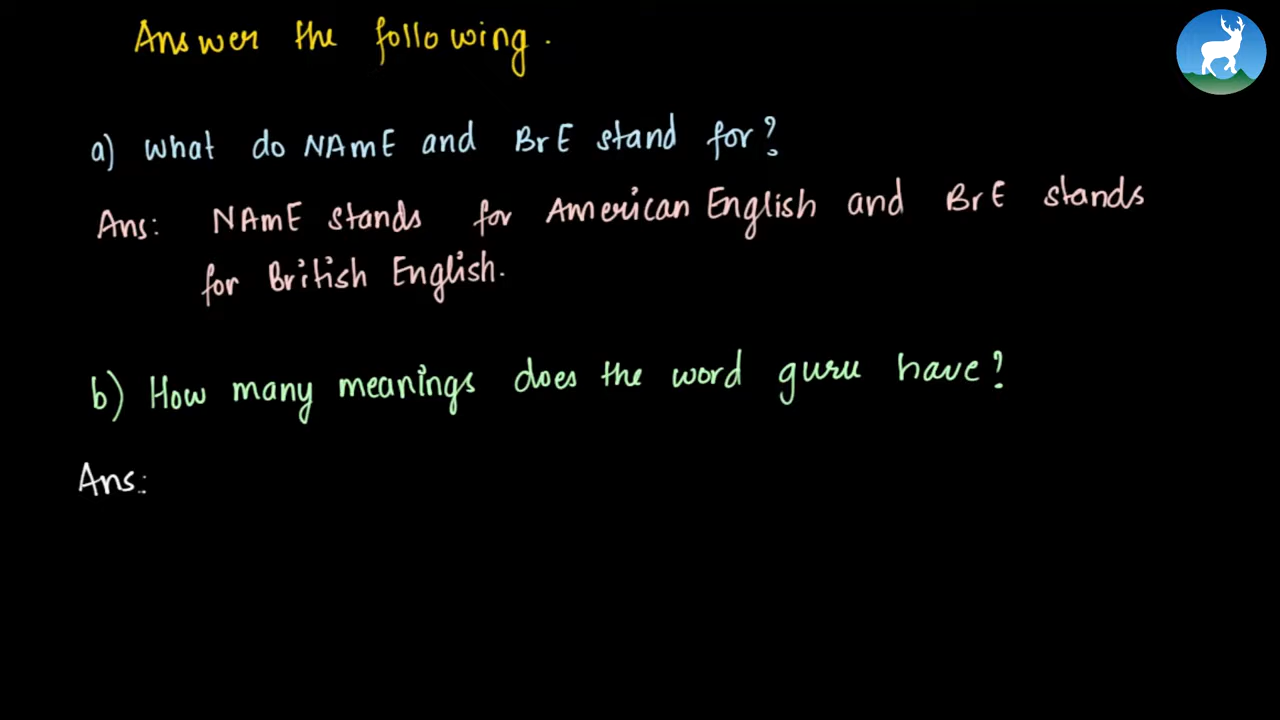 Answer the following.
a) What do NAmE and BrE stand for?
Ans: NAmE stands for American English and BrE stands
for British English.
b) How many meanings does the word guru have?
Ans: